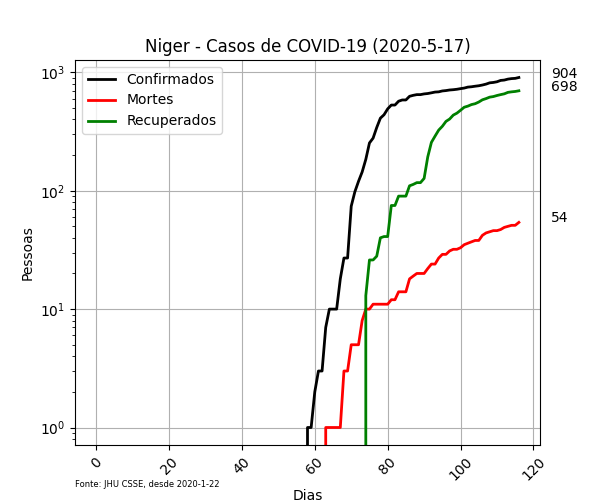 Niger - Casos de COVID-19 (2020-5-17)
Confirmados
Mortes
Recuperados
904
698
54
10³
10²
10¹
10⁰
Pessoas
0
20
40
60
80
100
120
Fonte: JHU CSSE, desde 2020-1-22
Dias